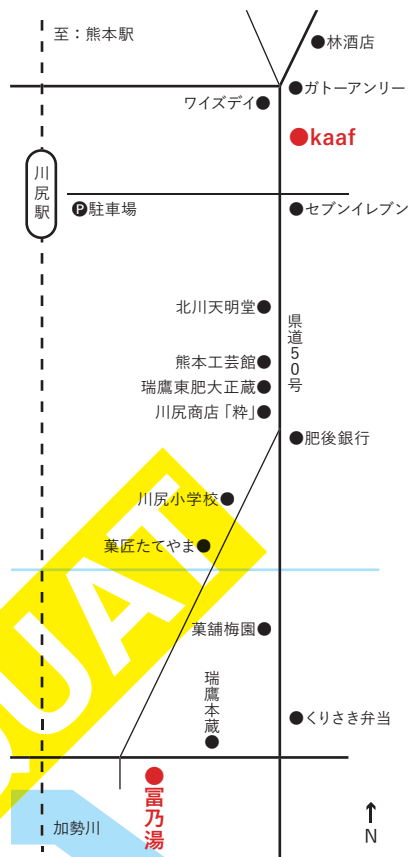 至：熊本駅
林酒店
ガトーアンリー
ワイズデイ
kaaf
川尻駅
P駐車場
セブンイレブン
北川天明堂
県道50号
熊本工芸館
瑞鷹東肥大正蔵
川尻商店「粋」
肥後銀行
川尻小学校
菓匠たてやま
菓舗梅園
瑞鷹本蔵
くりさき弁当
冨乃湯
加勢川
N
QUAT